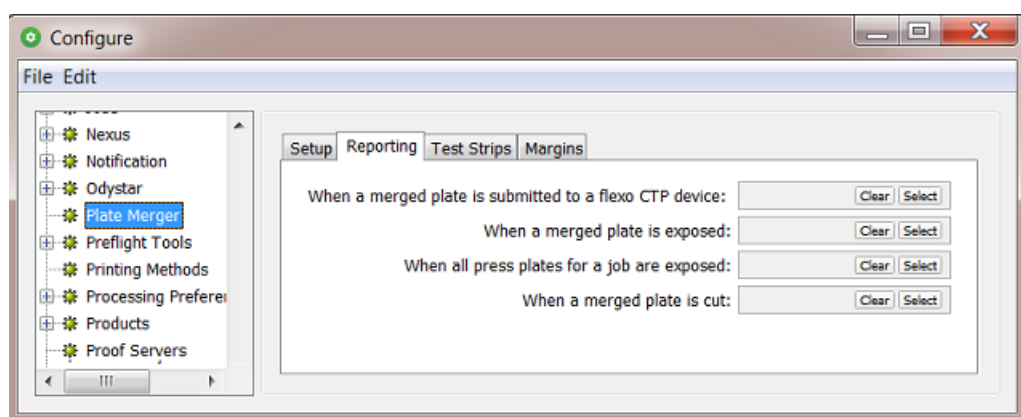 Configure
File Edit
Nexus
Notification
Odystar
Plate Merger
Preflight Tools
Printing Methods
Processing Prefere
Products
Proof Servers
Setup Reporting Test Strips Margins
When a merged plate is submitted to a flexo CTP device: Clear Select
When a merged plate is exposed: Clear Select
When all press plates for a job are exposed: Clear Select
When a merged plate is cut: Clear Select